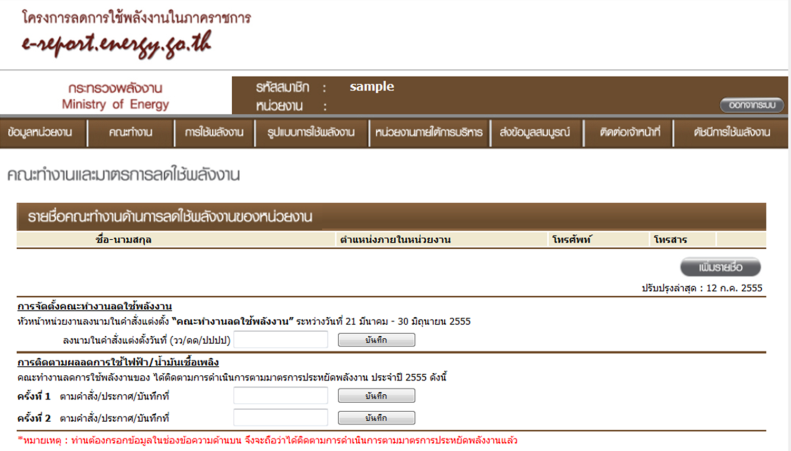 โครงการลดการใช้พลังงานในภาคราชการ
e-report.energy.go.th
กระทรวงพลังงาน
Ministry of Energy
รหัสสมาชิก : sample
หน่วยงาน :
ออกจากระบบ
ข้อมูลหน่วยงาน คณะทำงาน การใช้พลังงาน รูปแบบการใช้พลังงาน หน่วยงานภายใต้การบริหาร ส่งข้อมูลสมบูรณ์ ติดต่อเจ้าหน้าที่ ดัชนีการใช้พลังงาน
คณะทำงานและมาตรการลดใช้พลังงาน
รายชื่อคณะทำงานด้านการลดใช้พลังงานของหน่วยงาน
ชื่อ-นามสกุล ตำแหน่งภายในหน่วยงาน โทรศัพท์ โทรสาร
เพิ่มรายชื่อ
ปรับปรุงล่าสุด : 12 ก.ค. 2555
การจัดตั้งคณะทำงานลดใช้พลังงาน
หัวหน้าหน่วยงานลงนามในคำสั่งแต่งตั้ง "คณะทำงานลดใช้พลังงาน" ระหว่างวันที่ 21 มีนาคม - 30 มิถุนายน 2555
ลงนามในคำสั่งแต่งตั้งวันที่ (วว/ดด/ปปปป) บันทึก
การติดตามผลลดการใช้ไฟฟ้า/น้ำมันเชื้อเพลิง
คณะทำงานลดการใช้พลังงานของ ได้ติดตามการดำเนินการตามมาตรการประหยัดพลังงาน ประจำปี 2555 ดังนี้
ครั้งที่ 1 ตามคำสั่ง/ประกาศ/บันทึกที่ บันทึก
ครั้งที่ 2 ตามคำสั่ง/ประกาศ/บันทึกที่ บันทึก
*หมายเหตุ : ท่านต้องกรอกข้อมูลในช่องข้อความด้านบน จึงจะถือว่าได้ติดตามการดำเนินการตามมาตรการประหยัดพลังงานแล้ว